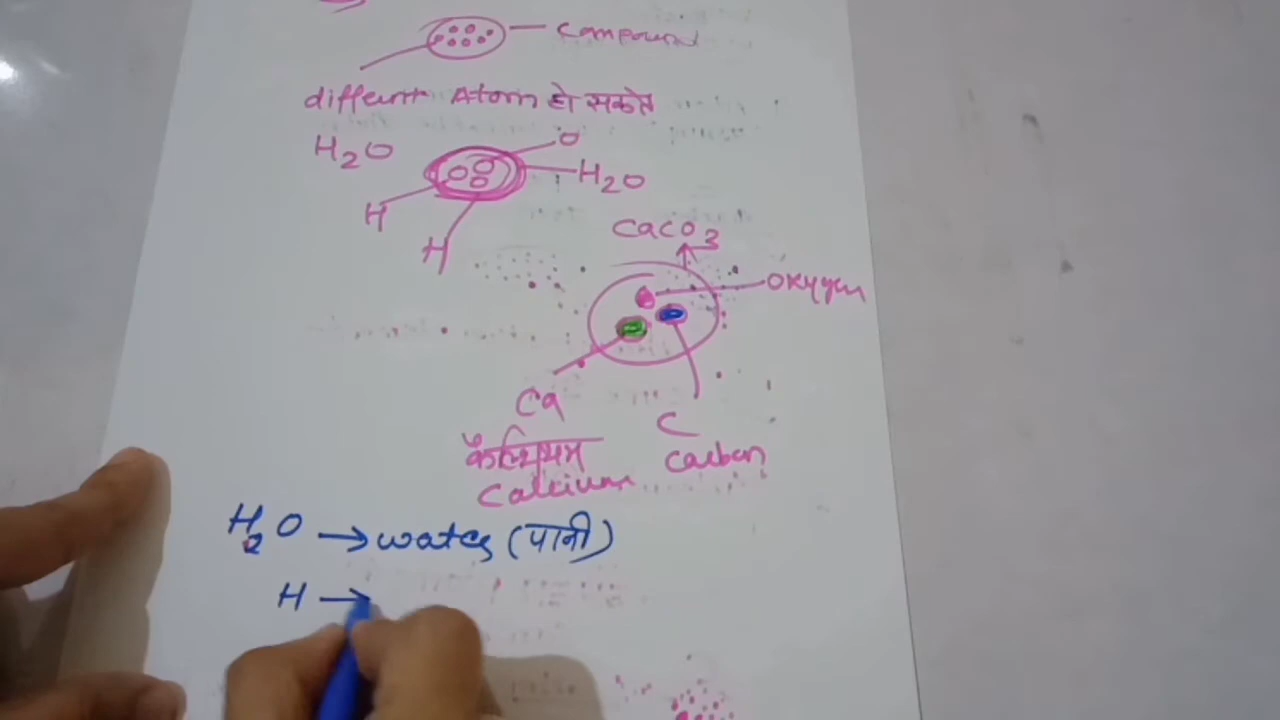 compound
different Atom हो सकते
H2O
O
H2O
H
H
CaCO3
Oxygen
Ca
C
कैल्शियम
Carbon
Calcium
H2O → water (पानी)
H →